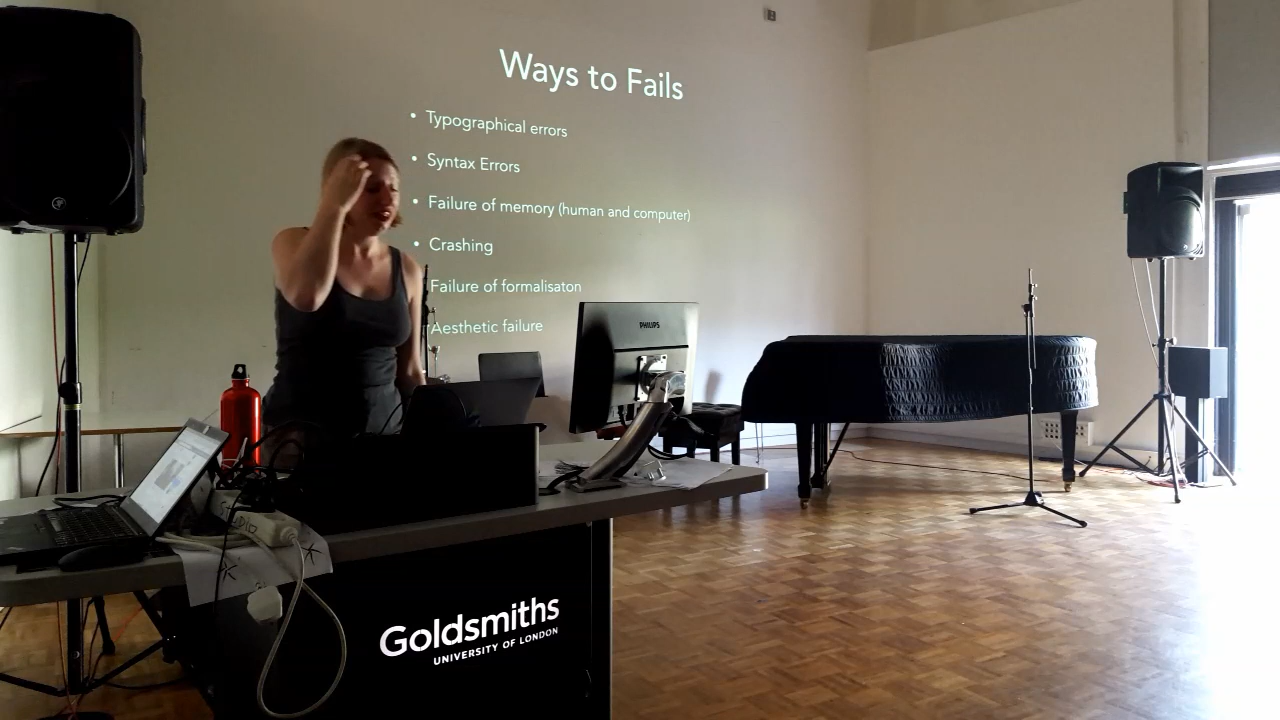 Ways to Fails
• Typographical errors
• Syntax Errors
• Failure of memory (human and computer)
• Crashing
Failure of formalisaton
Aesthetic failure
PHILIPS
Goldsmiths
UNIVERSITY OF LONDON